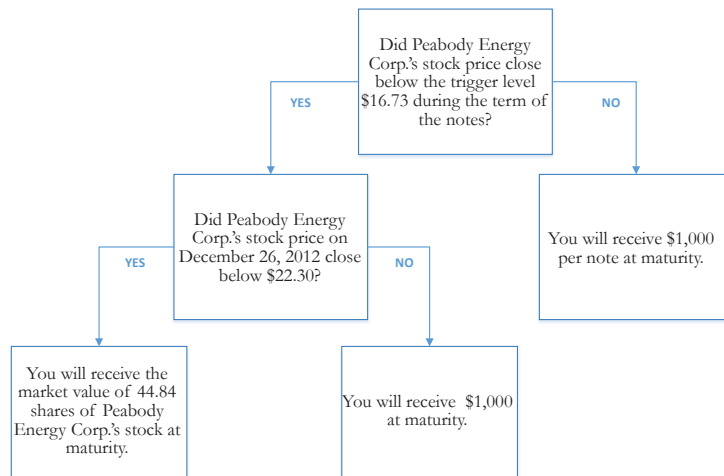 Did Peabody Energy
Corp.'s stock price close
below the trigger level
$16.73 during the term of
the notes?
YES
NO
Did Peabody Energy
Corp.'s stock price on
December 26, 2012 close
below $22.30?
You will receive $1,000
per note at maturity.
YES
NO
You will receive the
market value of 44.84
shares of Peabody
Energy Corp.'s stock at
maturity.
You will receive $1,000
at maturity.